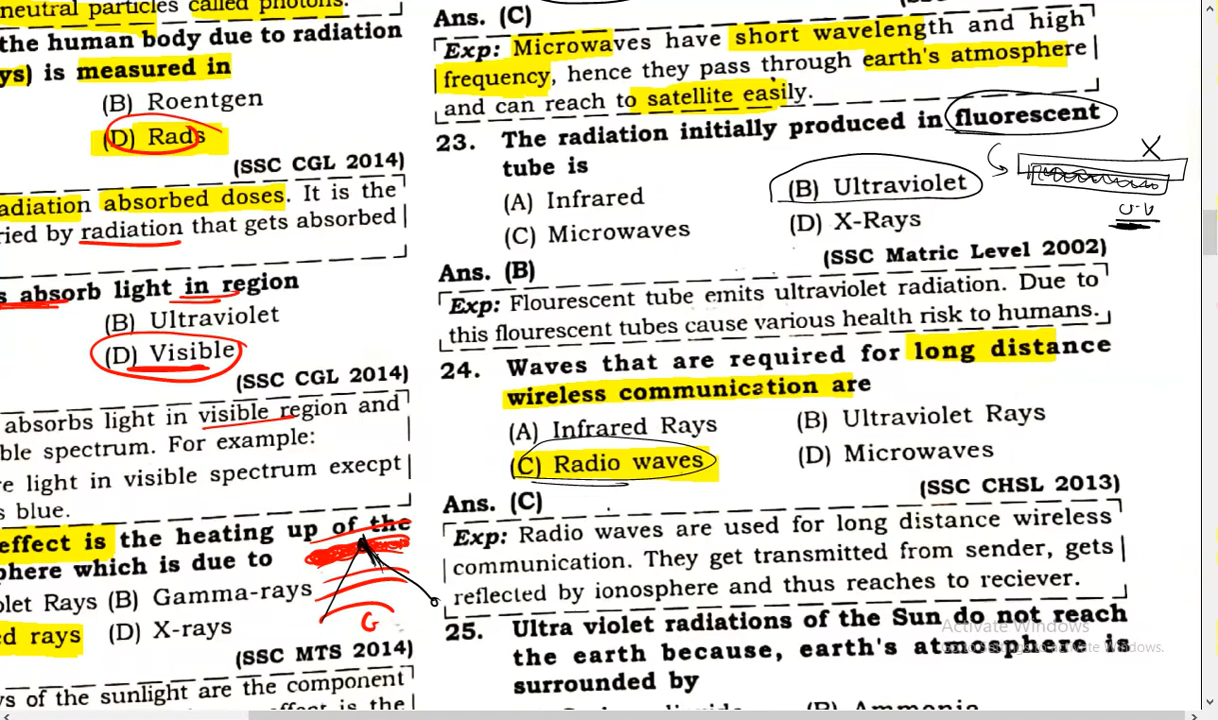 neutral particles called photons.
the human body due to radiation
ys) is measured in
(B) Roentgen
(D) Rads
(SSC CGL 2014)
adiation absorbed doses. It is the
ried by radiation that gets absorbed
s absorb light in region
(B) Ultraviolet
(D) Visible
(SSC CGL 2014)
absorbs light in visible region and
ble spectrum. For example:
re light in visible spectrum execpt
s blue.
effect is the heating up of the
phere which is due to
olet Rays (B) Gamma-rays
ed rays (D) X-rays
G
(SSC MTS 2014)
ys of the sunlight are the component
Ans. (C)
Exp: Microwaves have short wavelength and high
frequency, hence they pass through earth's atmosphere
and can reach to satellite easily.
23. The radiation initially produced in fluorescent
tube is
(A) Infrared
(B) Ultraviolet
(C) Microwaves
(D) X-Rays
X
U-V
(SSC Matric Level 2002)
Ans. (B)
Exp: Flourescent tube emits ultraviolet radiation. Due to
this flourescent tubes cause various health risk to humans.
24. Waves that are required for long distance
wireless communication are
(A) Infrared Rays
(B) Ultraviolet Rays
(C) Radio waves
(D) Microwaves
(SSC CHSL 2013)
Ans. (C)
Exp: Radio waves are used for long distance wireless
communication. They get transmitted from sender, gets
reflected by ionosphere and thus reaches to reciever.
25. Ultra violet radiations of the Sun do not reach
the earth because, earth's atmosphere is
surrounded by
Activate Windows